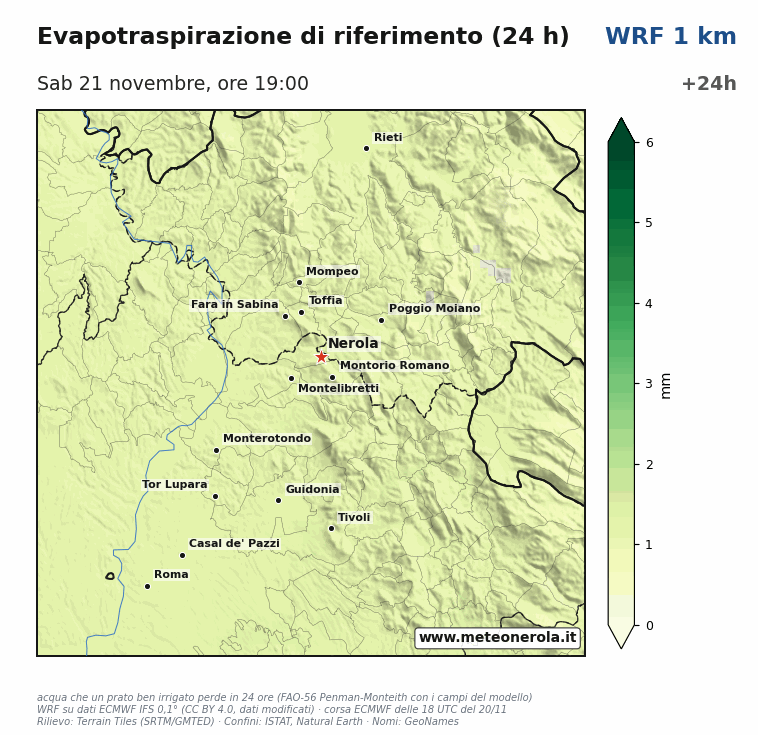 Evapotraspirazione di riferimento (24 h) WRF 1 km
Sab 21 novembre, ore 19:00 +24h
Rieti
Mompeo
Toffia
Fara in Sabina
Poggio Moiano
Nerola
Montorio Romano
Montelibretti
Monterotondo
Tor Lupara
Guidonia
Tivoli
Casal de' Pazzi
Roma
www.meteonerola.it
6
5
4
3
2
1
0
mm
acqua che un prato ben irrigato perde in 24 ore (FAO-56 Penman-Monteith con i campi del modello)
WRF su dati ECMWF IFS 0,1° (CC BY 4.0, dati modificati) · corsa ECMWF delle 18 UTC del 20/11
Rilievo: Terrain Tiles (SRTM/GMTED) · Confini: ISTAT, Natural Earth · Nomi: GeoNames